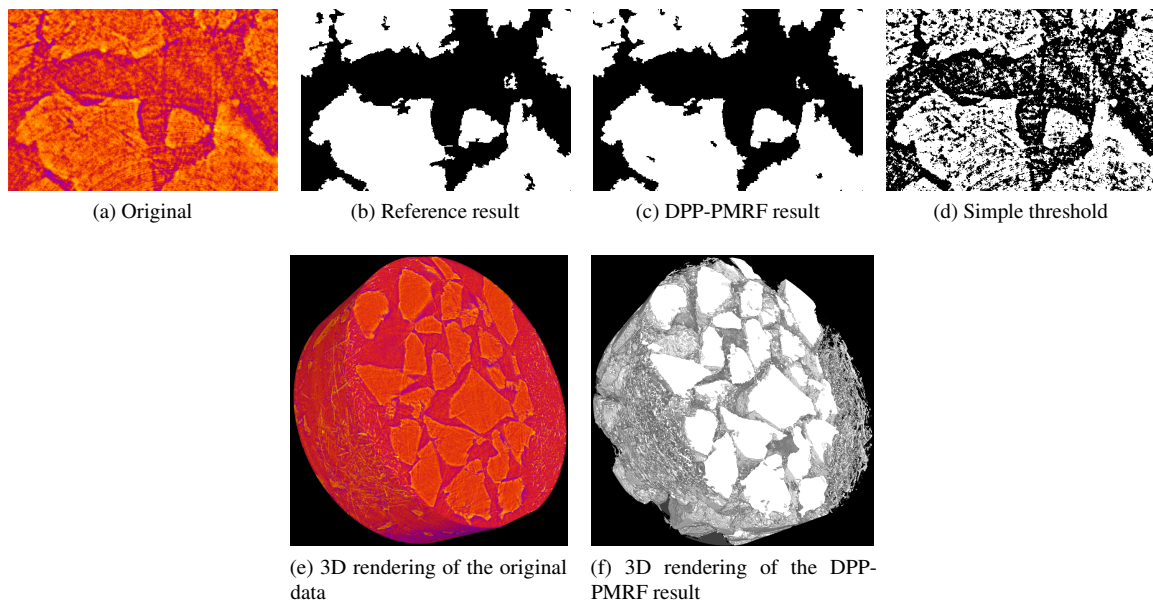 (a) Original
(b) Reference result
(c) DPP-PMRF result
(d) Simple threshold
(e) 3D rendering of the original
data
(f) 3D rendering of the DPP-
PMRF result